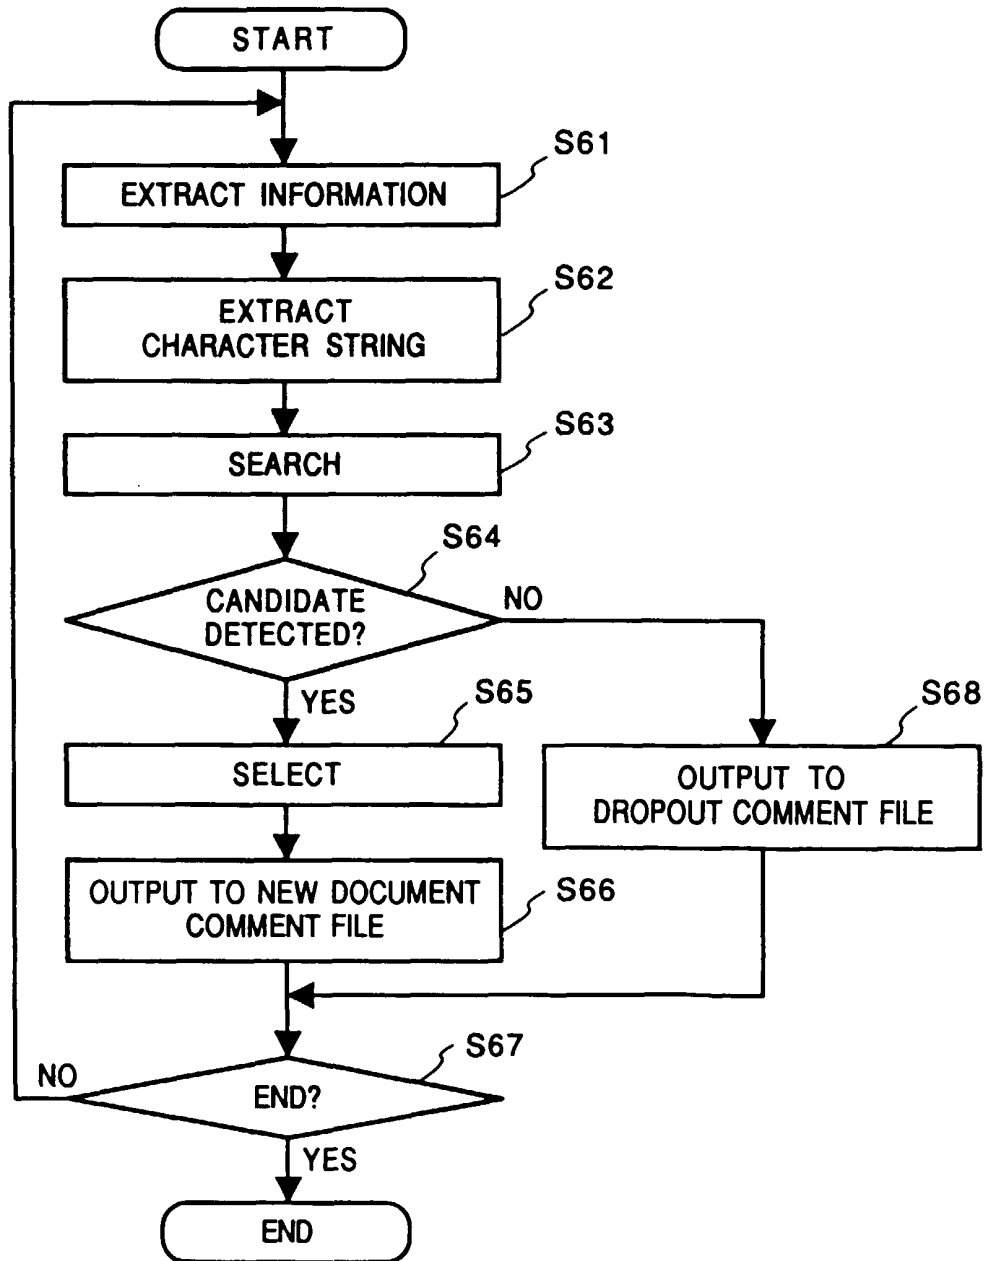 START
S61
EXTRACT INFORMATION
S62
EXTRACT
CHARACTER STRING
S63
SEARCH
S64
CANDIDATE
DETECTED?
NO
YES
S65
SELECT
S68
OUTPUT TO
DROPOUT COMMENT FILE
OUTPUT TO NEW DOCUMENT
COMMENT FILE
S66
S67
NO
END?
YES
END